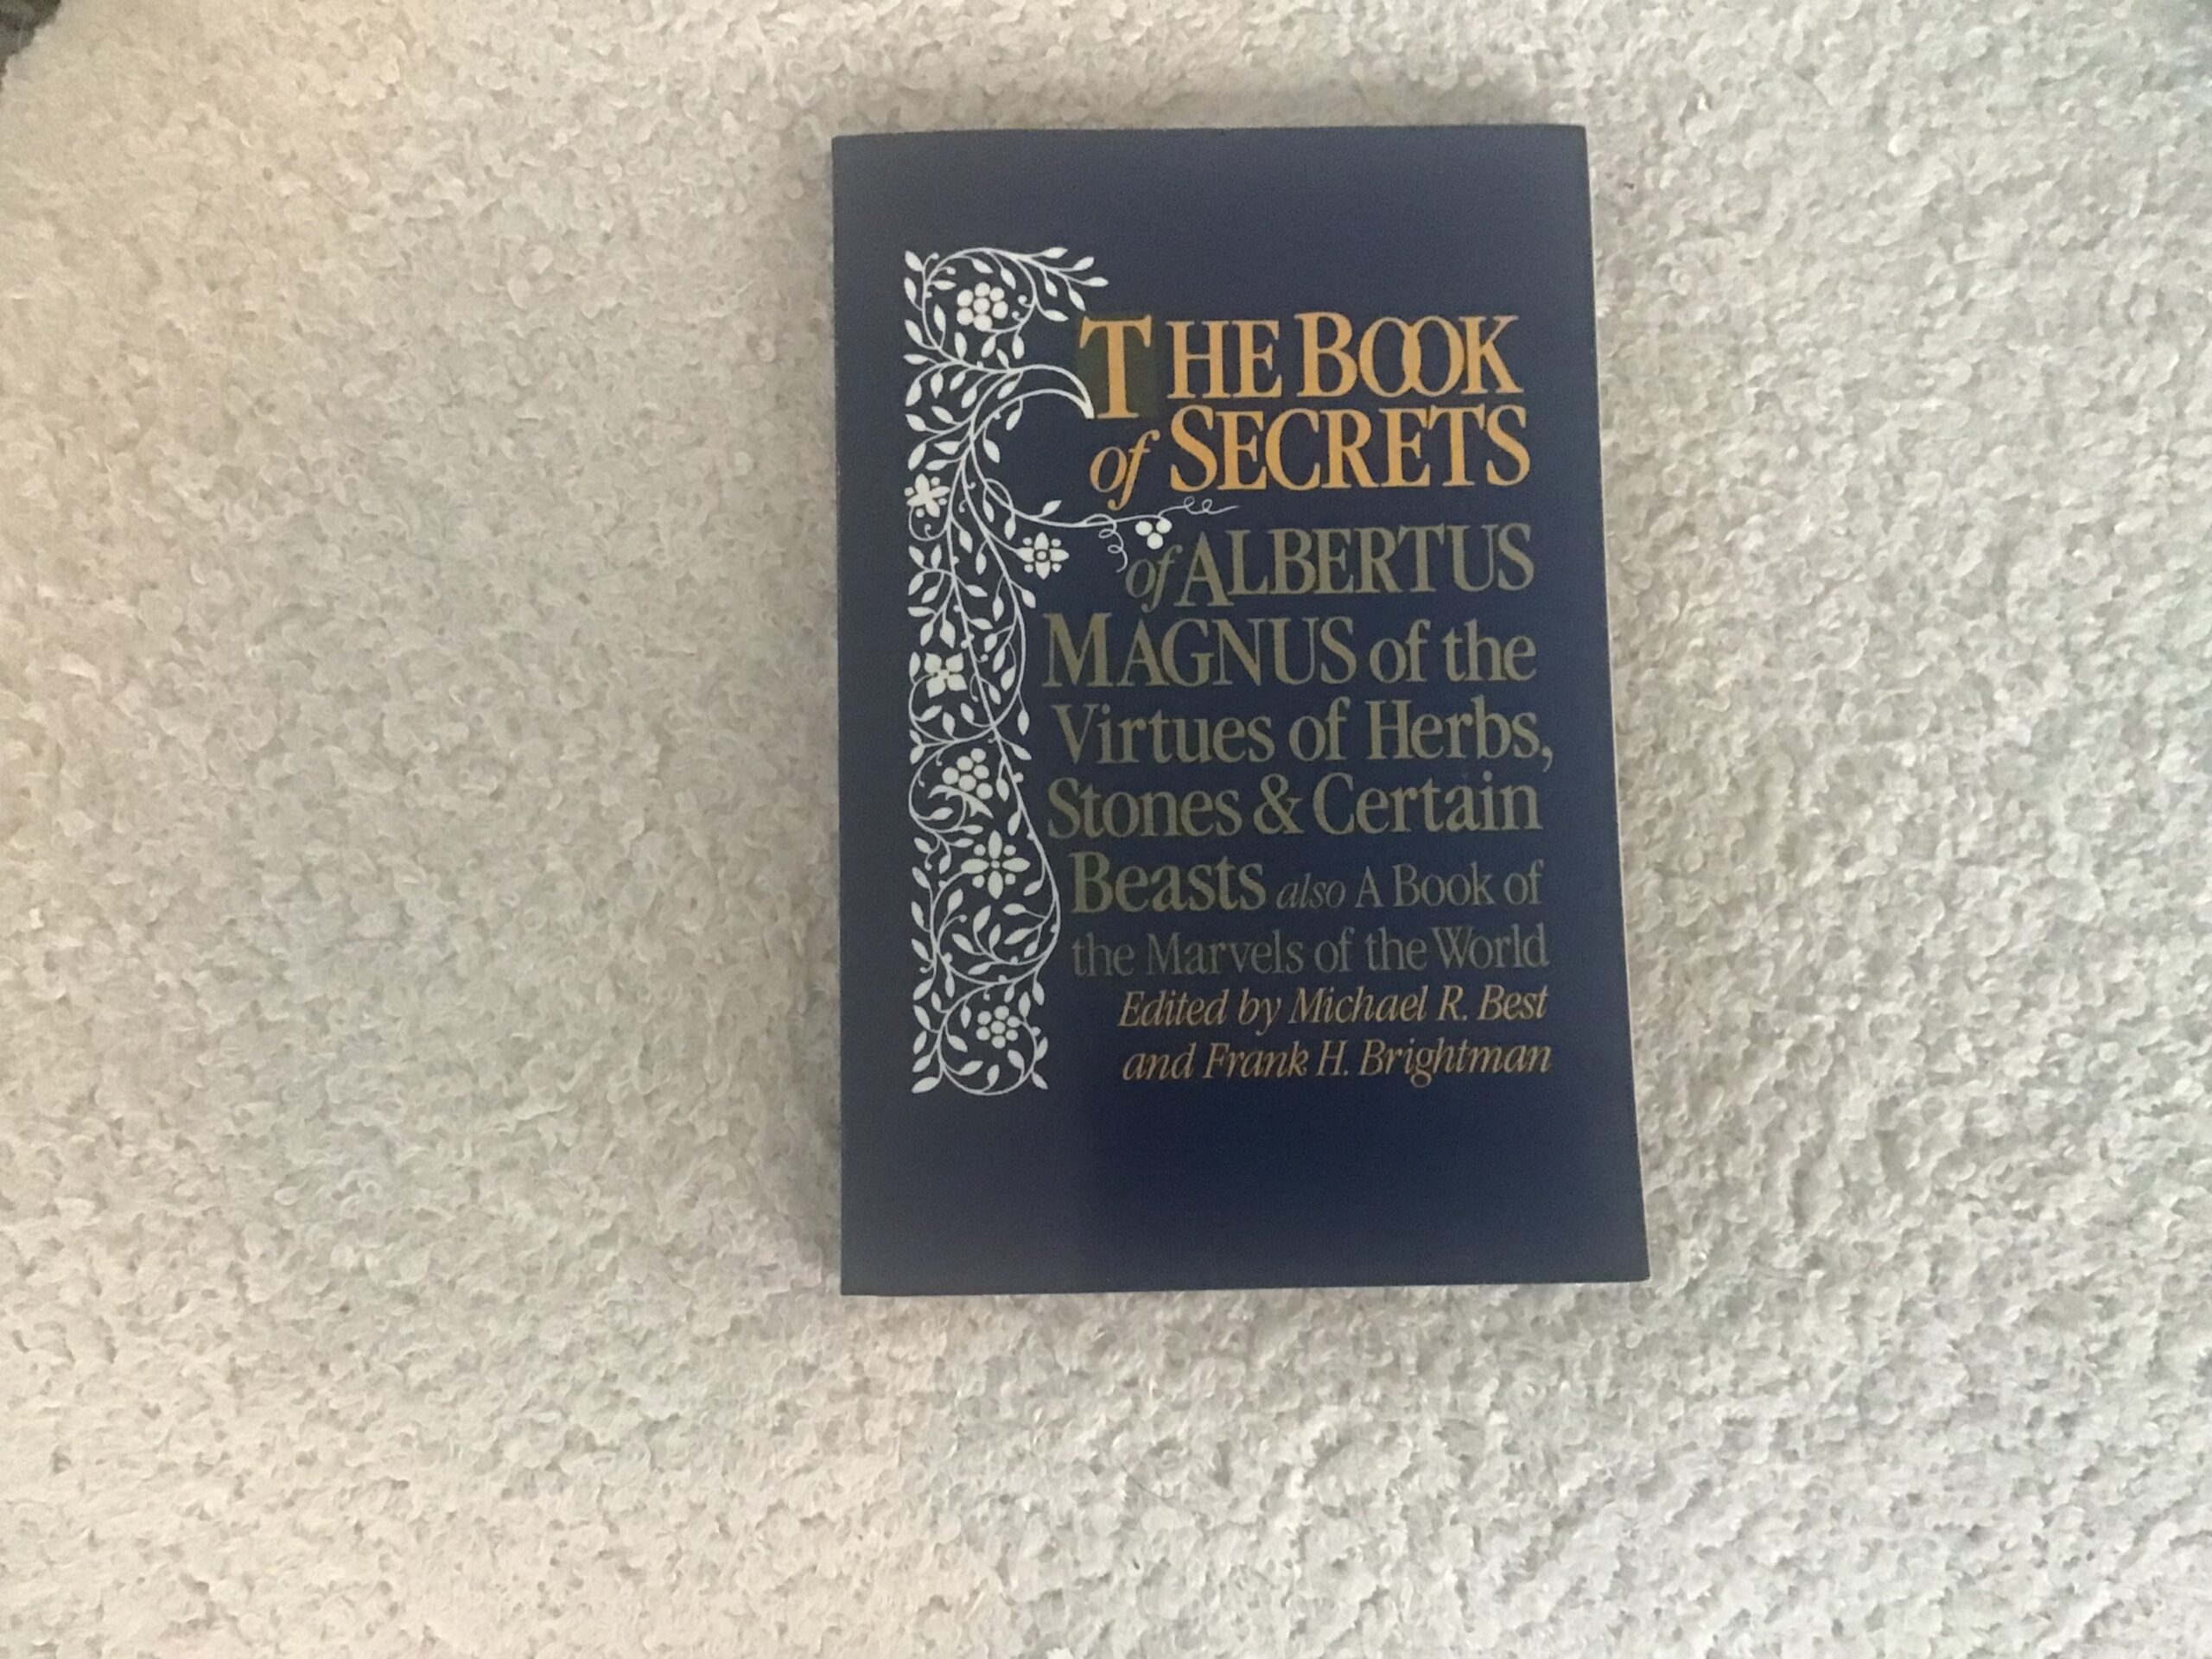 THE BOOK
of SECRETS
of ALBERTUS
MAGNUS of the
Virtues of Herbs,
Stones & Certain
Beasts also A Book of
the Marvels of the World
Edited by Michael R. Best
and Frank H. Brightman